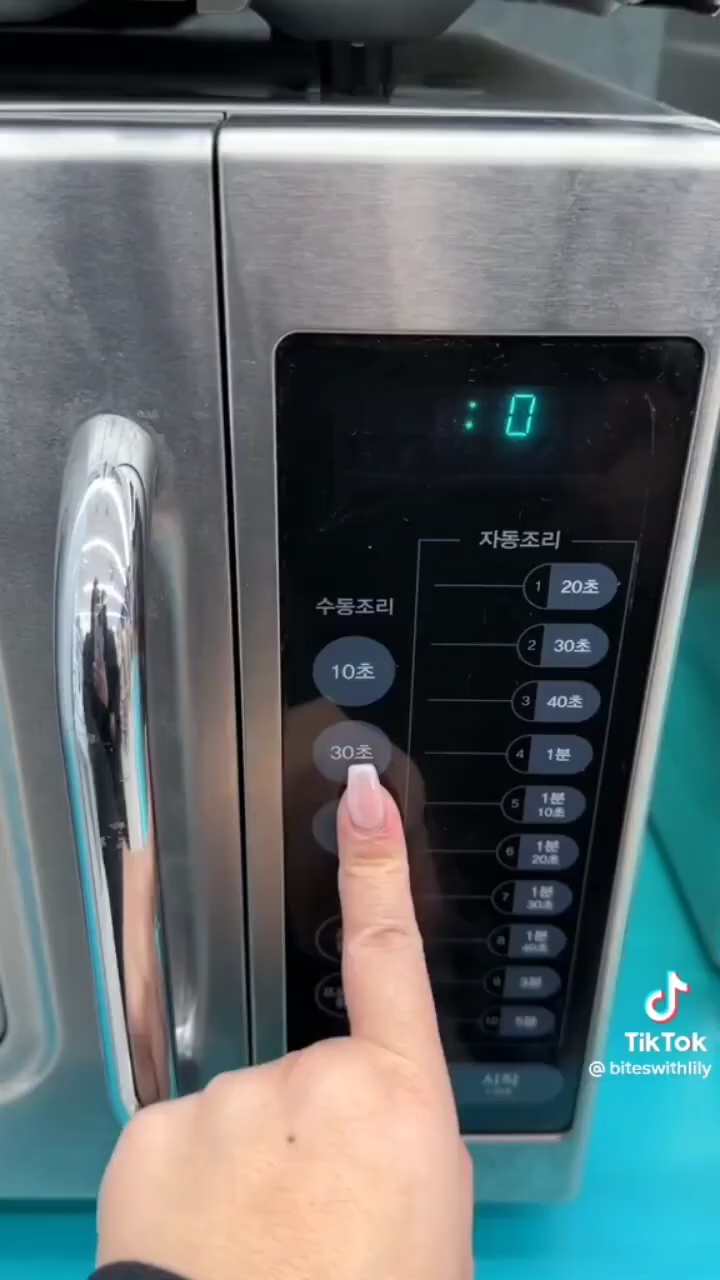 : 0
자동조리
수동조리
10초
30초
1 20초
2 30초
3 40초
4 1분
5 1분
10초
6 1분
20초
7 1분
30초
8 1분
40초
9 3분
10 5분
시작
TikTok
@biteswithlily